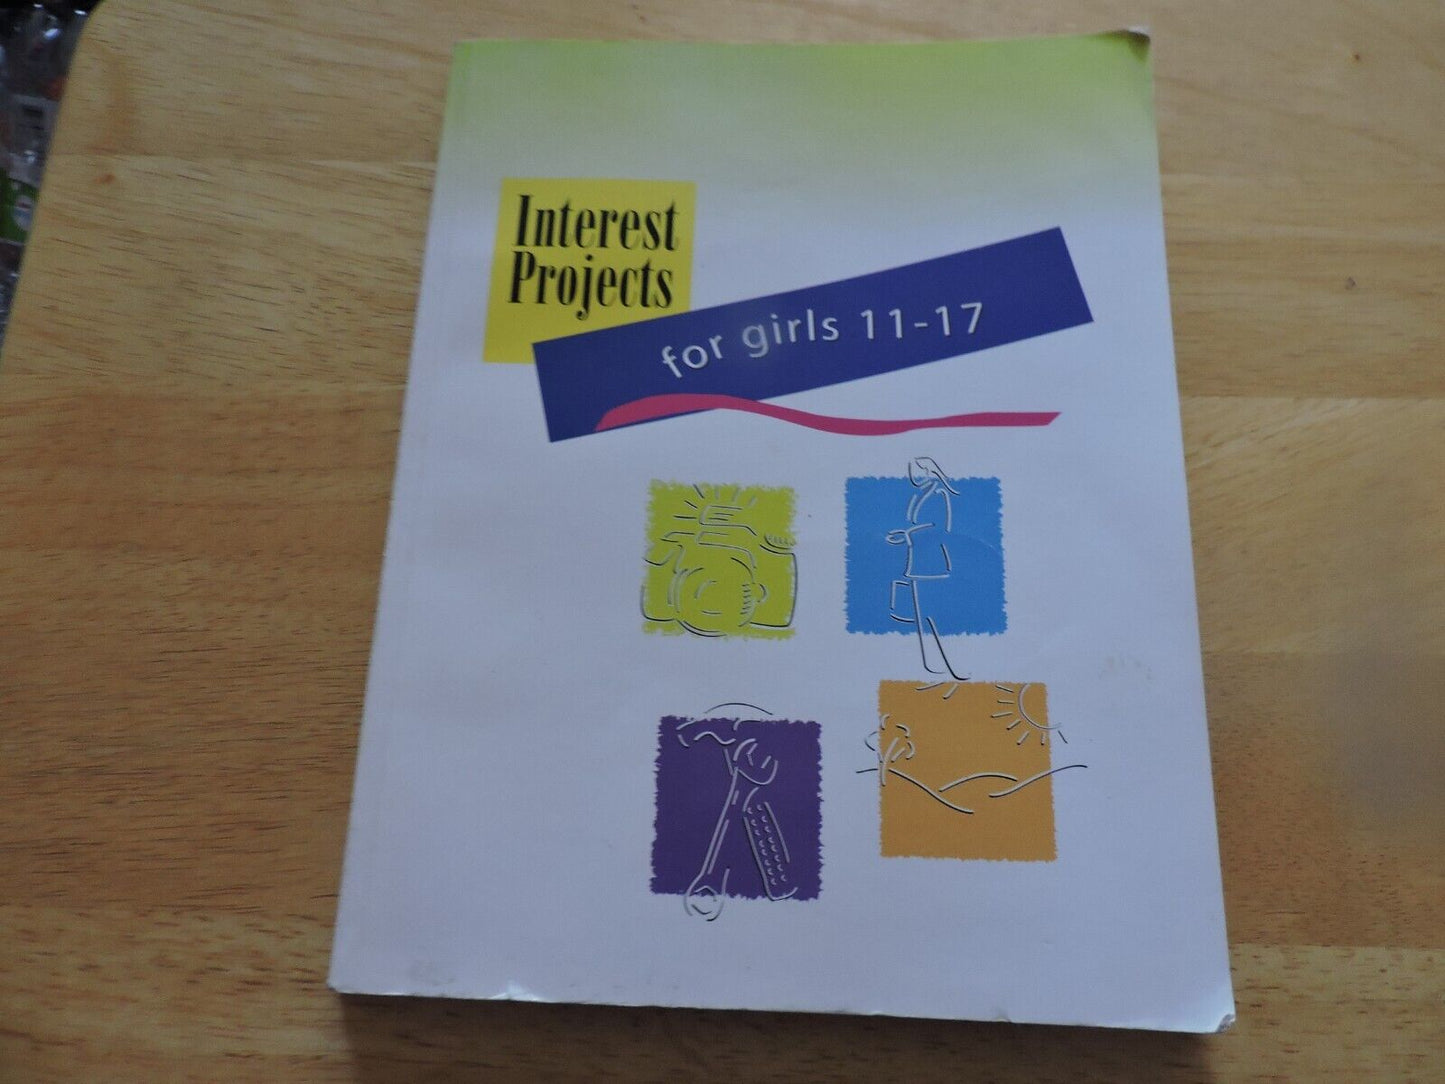 Interest
Projects
for girls 11-17